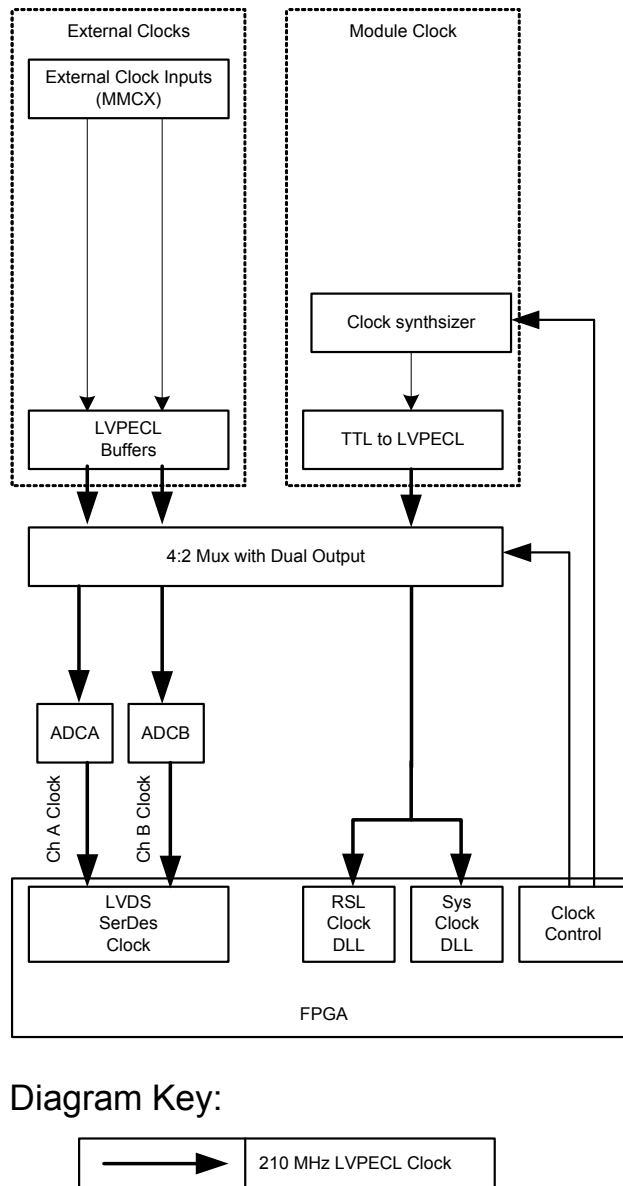 External Clocks
Module Clock
External Clock Inputs
(MMCX)
Clock synthsizer
LVPECL
Buffers
TTL to LVPECL
4:2 Mux with Dual Output
ADCA
ADCB
Ch A Clock
Ch B Clock
LVDS
SerDes
Clock
RSL
Clock
DLL
Sys
Clock
DLL
Clock
Control
FPGA
Diagram Key:
210 MHz LVPECL Clock